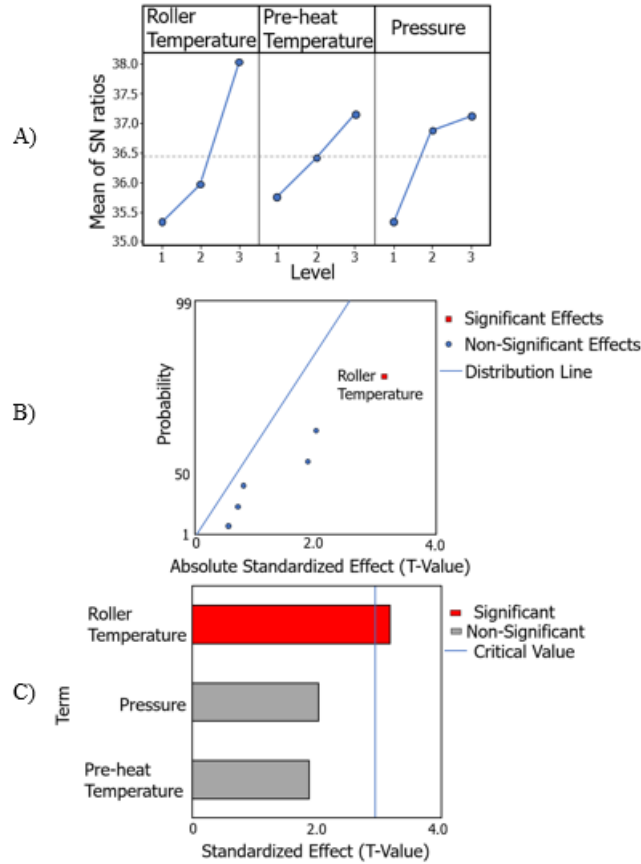 Roller
Temperature
Pre-heat
Temperature
Pressure
A)
Mean of SN ratios
38.0
37.5
37.0
36.5
36.0
35.5
35.0
1 2 3 1 2 3 1 2 3
Level
B)
Probability
99
50
1
Roller
Temperature
Significant Effects
Non-Significant Effects
Distribution Line
0 2.0 4.0
Absolute Standardized Effect (T-Value)
C)
Term
Roller
Temperature
Pressure
Pre-heat
Temperature
Significant
Non-Significant
Critical Value
0 2.0 4.0
Standardized Effect (T-Value)